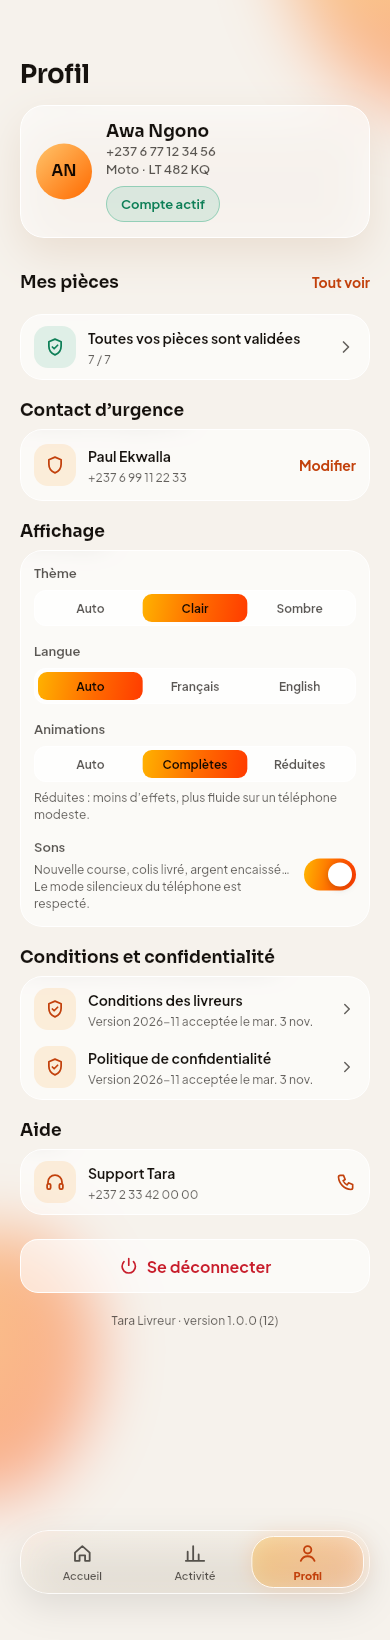 Profil
AN
Awa Ngono
+237 6 77 12 34 56
Moto · LT 482 KQ
Compte actif
Mes pièces
Tout voir
Toutes vos pièces sont validées
7 / 7
Contact d’urgence
Paul Ekwalla
+237 6 99 11 22 33
Modifier
Affichage
Thème
Auto Clair Sombre
Langue
Auto Français English
Animations
Auto Complètes Réduites
Réduites : moins d’effets, plus fluide sur un téléphone
modeste.
Sons
Nouvelle course, colis livré, argent encaissé…
Le mode silencieux du téléphone est
respecté.
Conditions et confidentialité
Conditions des livreurs
Version 2026-11 acceptée le mar. 3 nov.
Politique de confidentialité
Version 2026-11 acceptée le mar. 3 nov.
Aide
Support Tara
+237 2 33 42 00 00
Se déconnecter
Tara Livreur · version 1.0.0 (12)
Accueil Activité Profil